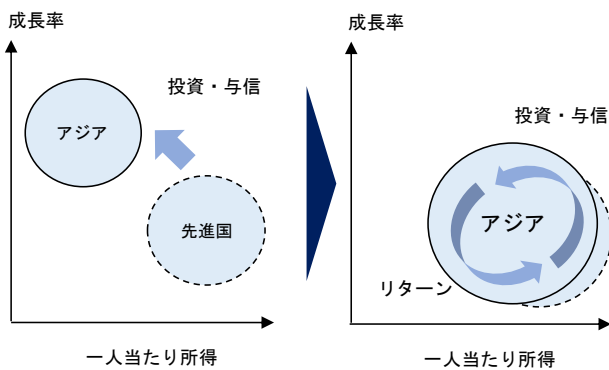 成長率
投資・与信
アジア
先進国
一人当たり所得
成長率
投資・与信
アジア
リターン
一人当たり所得